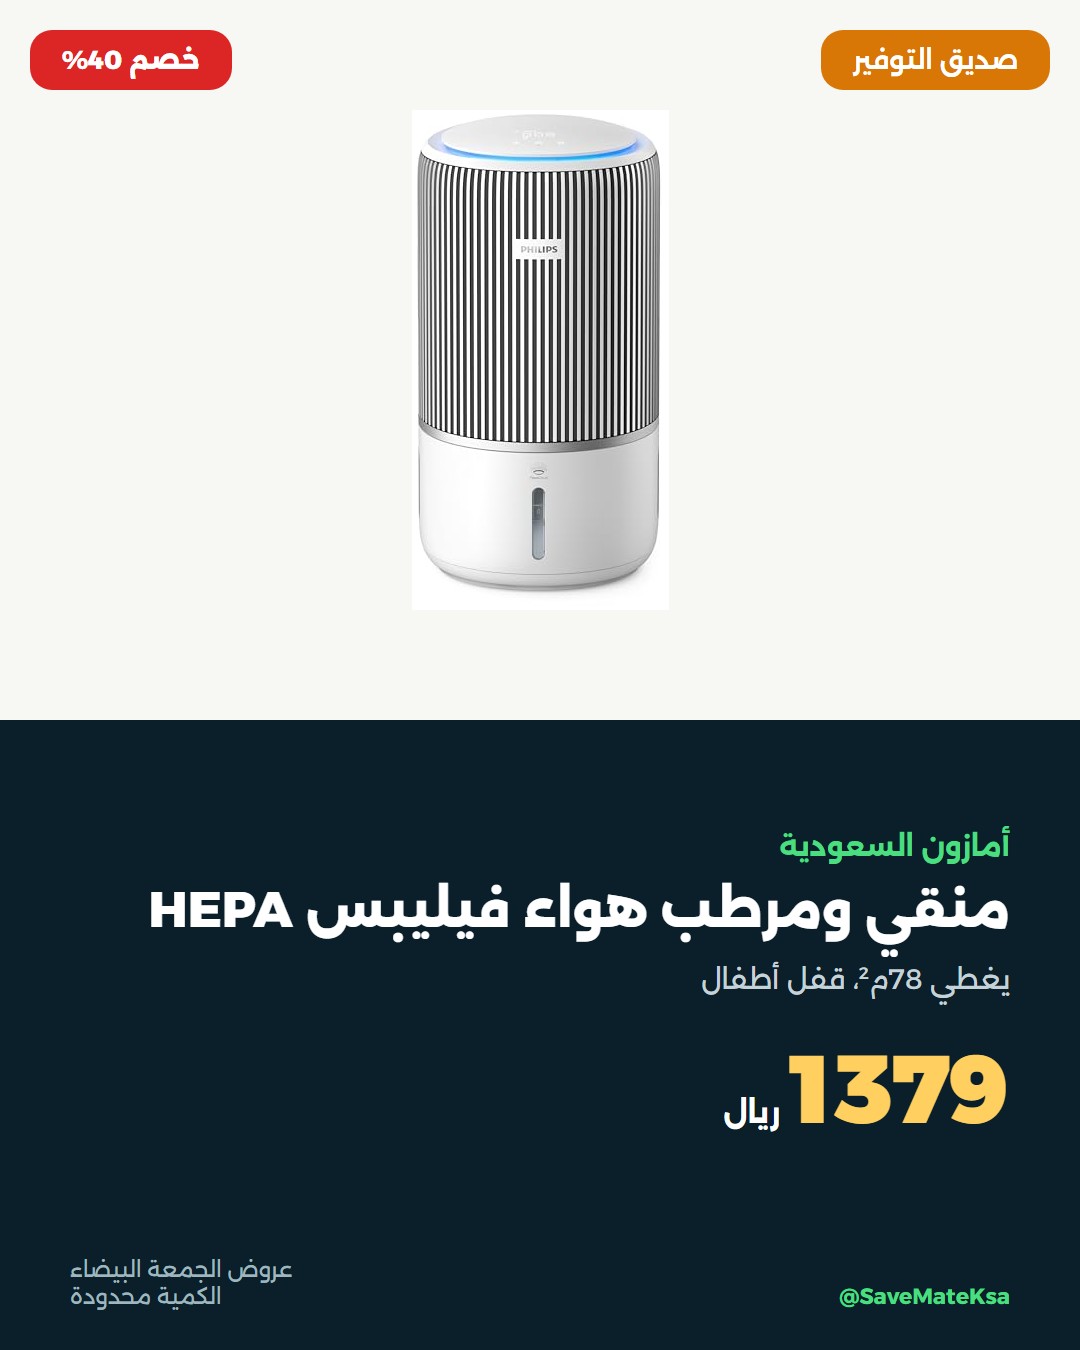 صديق التوفير
خصم 40%
PHILIPS
أمازون السعودية
منقي ومرطب هواء فيليبس HEPA
يغطي 78م²، قفل أطفال
1379 ريال
عروض الجمعة البيضاء
الكمية محدودة
@SaveMateKsa